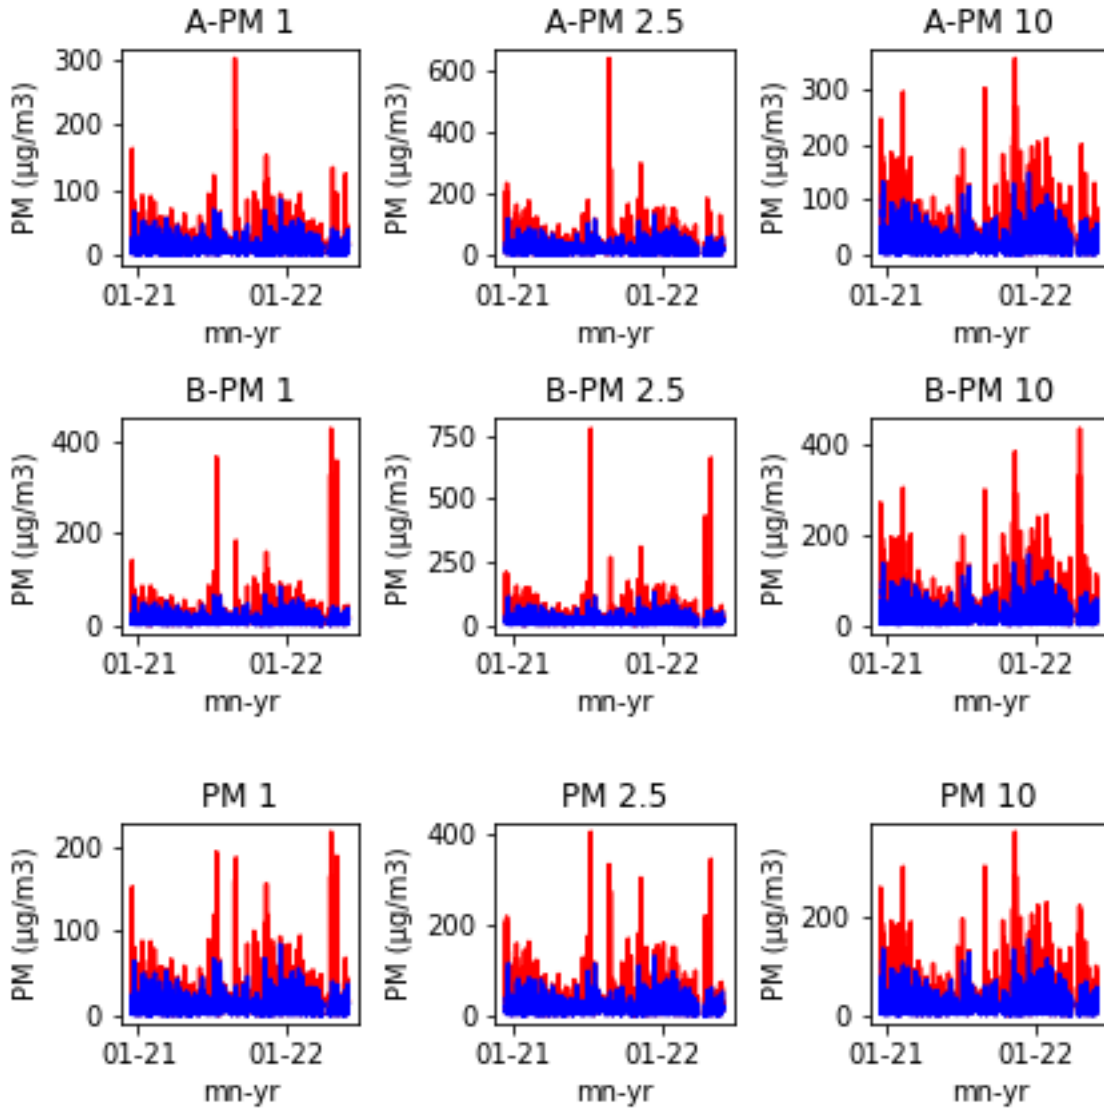 A-PM 1 A-PM 2.5 A-PM 10
PM (µg/m3)
300
200
100
0
PM (µg/m3)
600
400
200
0
PM (µg/m3)
300
200
100
0
01-21 01-22 01-21 01-22 01-21 01-22
mn-yr mn-yr mn-yr
B-PM 1 B-PM 2.5 B-PM 10
PM (µg/m3)
400
200
0
PM (µg/m3)
750
500
250
0
PM (µg/m3)
400
200
0
01-21 01-22 01-21 01-22 01-21 01-22
mn-yr mn-yr mn-yr
PM 1 PM 2.5 PM 10
PM (µg/m3)
200
100
0
PM (µg/m3)
400
200
0
PM (µg/m3)
200
0
01-21 01-22 01-21 01-22 01-21 01-22
mn-yr mn-yr mn-yr